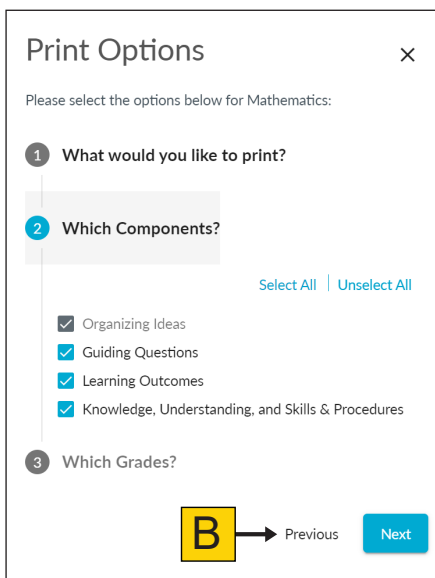 Print Options
Please select the options below for Mathematics:
1 What would you like to print?
2 Which Components?
Select All | Unselect All
Organizing Ideas
Guiding Questions
Learning Outcomes
Knowledge, Understanding, and Skills & Procedures
3 Which Grades?
B Previous Next